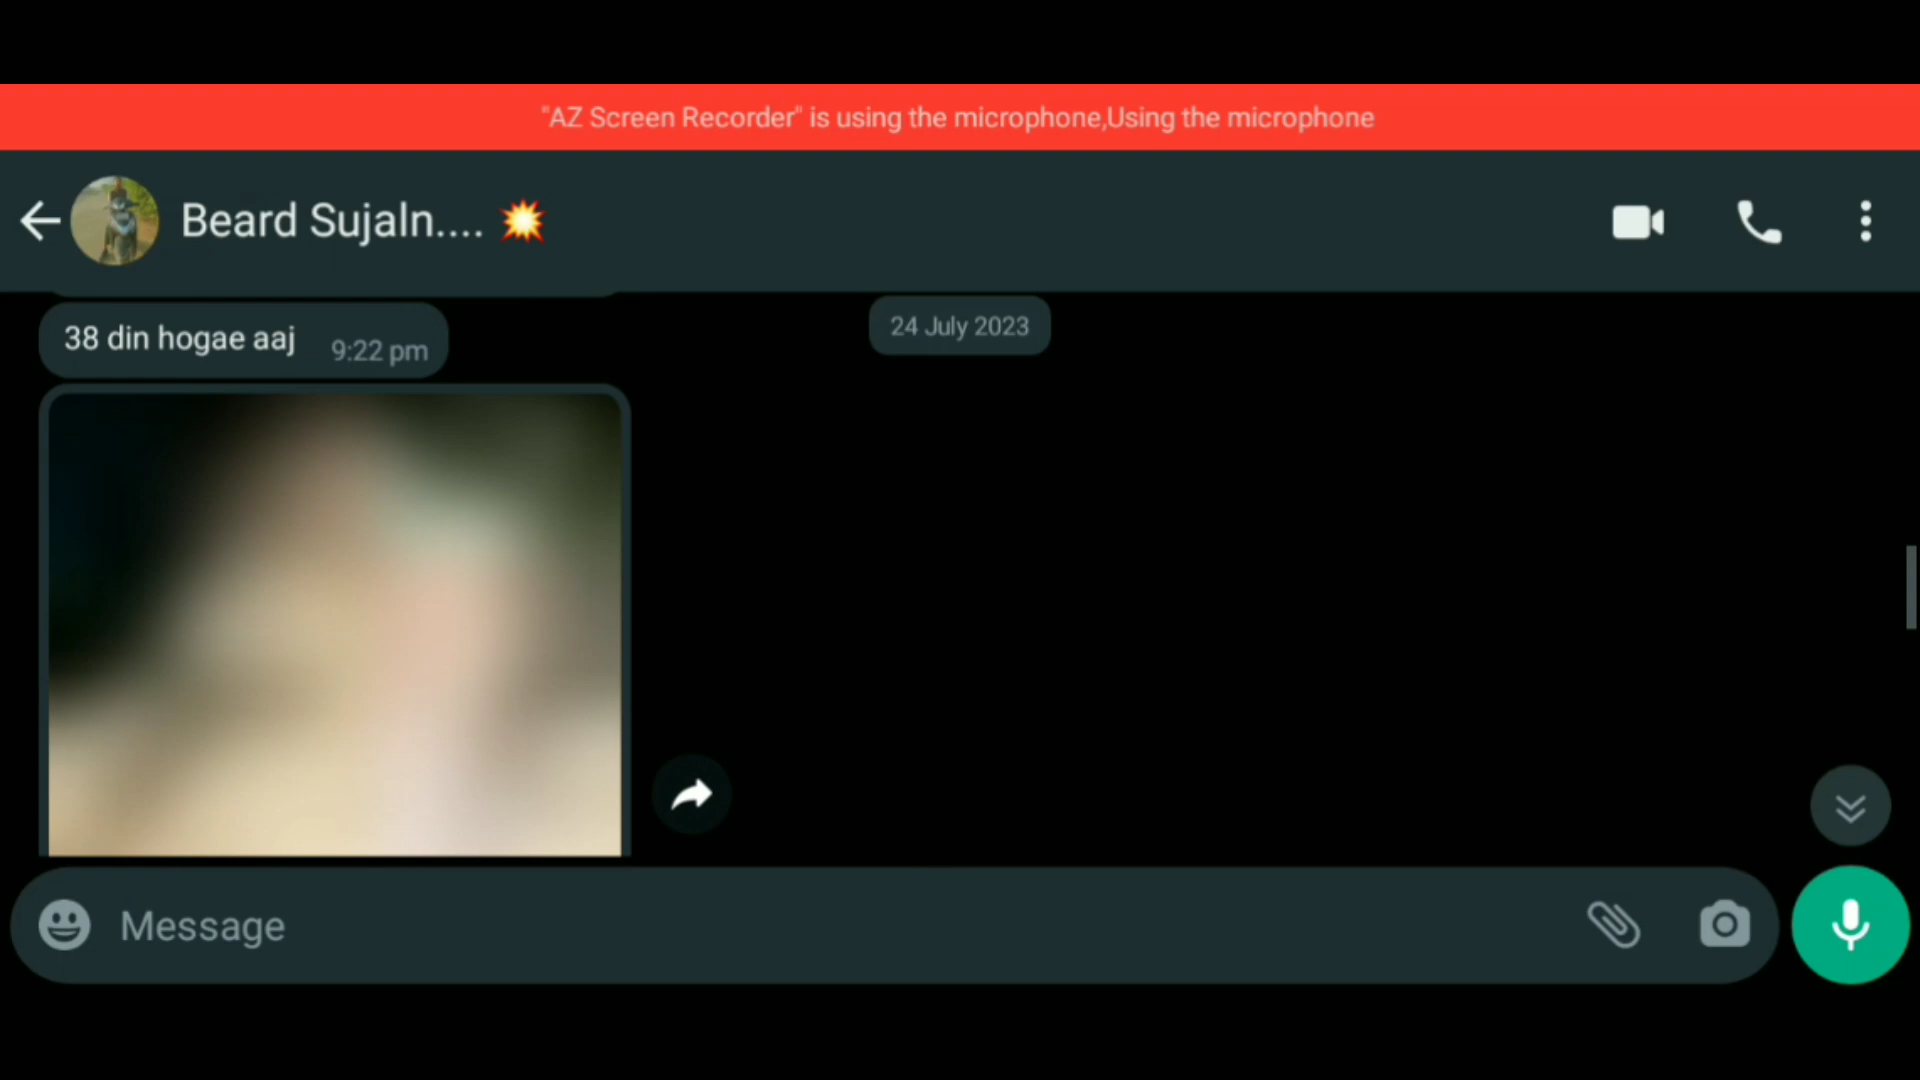 "AZ Screen Recorder" is using the microphone,Using the microphone
Beard Sujaln.... 💥
24 July 2023
38 din hogae aaj 9:22 pm
Message